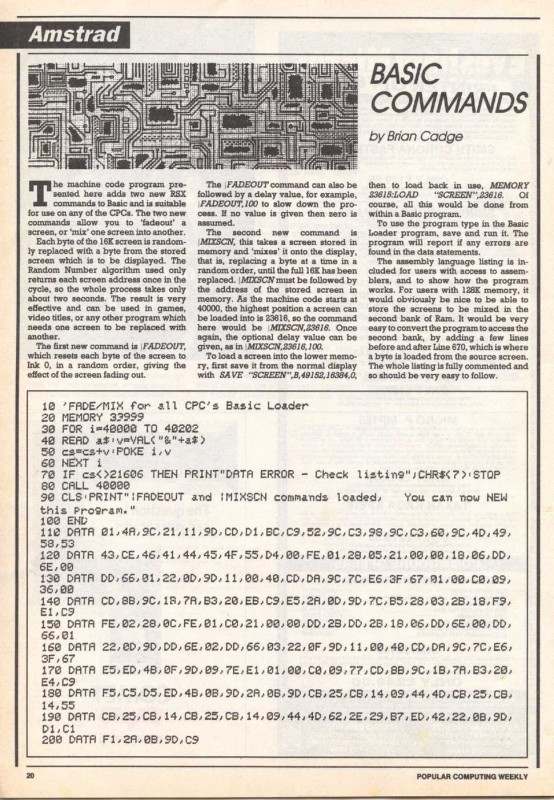 Amstrad
BASIC
COMMANDS
by Brian Cadge
The machine code program pre-
sented here adds two new RSX
commands to Basic and is suitable
for use on any of the CPCs. The two new
commands allow you to 'fadeout' a
screen, or 'mix' one screen into another.
Each byte of the 16K screen is random-
ly replaced with a byte from the stored
screen which is to be displayed. The
Random Number algorithm used only
returns each screen address once in the
cycle, so the whole process takes only
about two seconds. The result is very
effective and can be used in games,
video titles, or any other program which
needs one screen to be replaced with
another.
The first new command is |FADEOUT,
which resets each byte of the screen to
Ink 0, in a random order, giving the
effect of the screen fading out.
The |FADEOUT command can also be
followed by a delay value, for example,
|FADEOUT,100 to slow down the pro-
cess. If no value is given then zero is
assumed.
The second new command is
|MIXSCN, this takes a screen stored in
memory and 'mixes' it onto the display,
that is, replacing a byte at a time in a
random order, until the full 16K has been
replaced. |MIXSCN must be followed by
the address of the stored screen in
memory. As the machine code starts at
40000, the highest position a screen can
be loaded into is 23616, so the command
here would be |MIXSCN,23616. Once
again, the optional delay value can be
given, as in |MIXSCN,23616,100.
To load a screen into the lower memo-
ry, first save it from the normal display
with SAVE "SCREEN",B,49152,16384,0,
then to load back in use, MEMORY
23615:LOAD "SCREEN",23616. Of
course, all this would be done from
within a Basic program.
To use the program type in the Basic
Loader program, save and run it. The
program will report if any errors are
found in the data statements.
The assembly language listing is in-
cluded for users with access to assem-
blers, and to show how the program
works. For users with 128K memory, it
would obviously be nice to be able to
store the screens to be mixed in the
second bank of Ram. It would be very
easy to convert the program to access the
second bank, by adding a few lines
before and after Line 670, which is where
a byte is loaded from the source screen.
The whole listing is fully commented and
so should be very easy to follow.
10 'FADE/MIX for all CPC's Basic Loader
20 MEMORY 33999
30 FOR i=40000 TO 40202
40 READ a$:v=VAL("&"+a$)
50 cs=cs+v:POKE i,v
60 NEXT i
70 IF cs<>21606 THEN PRINT"DATA ERROR - Check listing";CHR$(7):STOP
80 CALL 40000
90 CLS:PRINT"|FADEOUT and |MIXSCN commands loaded, You can now NEW
this Program."
100 END
110 DATA 01,4A,9C,21,11,9D,CD,D1,BC,C9,52,9C,C3,98,9C,C3,60,9C,4D,49,
58,53
120 DATA 43,CE,46,41,44,45,4F,55,D4,00,FE,01,28,05,21,00,00,18,06,DD,
6E,00
130 DATA DD,66,01,22,0D,9D,11,00,40,CD,DA,9C,7C,E6,3F,67,01,00,C0,09,
36,00
140 DATA CD,8B,9C,1B,7A,B3,20,EB,C9,E5,2A,0D,9D,7C,B5,28,03,2B,18,F9,
E1,C9
150 DATA FE,02,28,0C,FE,01,C0,21,00,00,DD,2B,DD,2B,18,06,DD,6E,00,DD,
66,01
160 DATA 22,0D,9D,DD,6E,02,DD,66,03,22,0F,9D,11,00,40,CD,DA,9C,7C,E6,
3F,67
170 DATA E5,ED,4B,0F,9D,09,7E,E1,01,00,C0,09,77,CD,8B,9C,1B,7A,B3,20,
E4,C9
180 DATA F5,C5,D5,ED,4B,0B,9D,2A,0B,9D,CB,25,CB,14,09,44,4D,CB,25,CB,
14,55
190 DATA CB,25,CB,14,CB,25,CB,14,09,44,4D,62,2E,29,B7,ED,42,22,0B,9D,
D1,C1
200 DATA F1,2A,0B,9D,C9
20
POPULAR COMPUTING WEEKLY